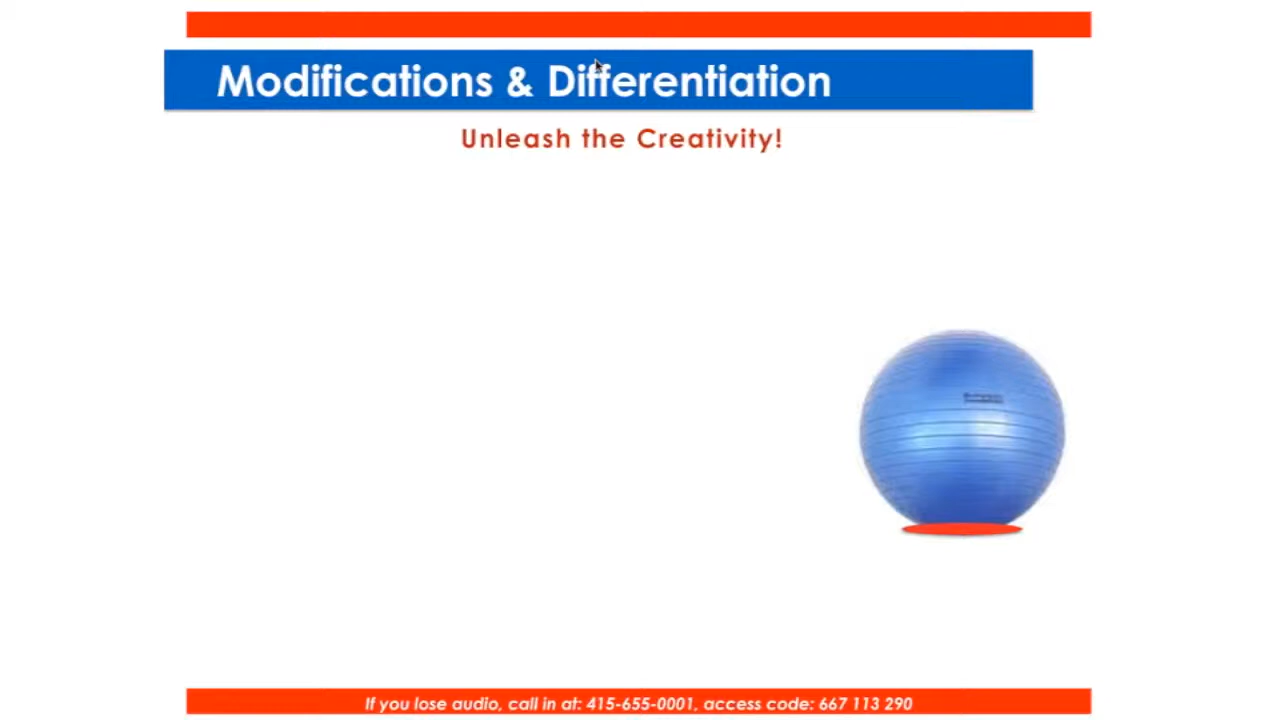 Modifications & Differentiation
Unleash the Creativity!
If you lose audio, call in at: 415-655-0001, access code: 667 113 290